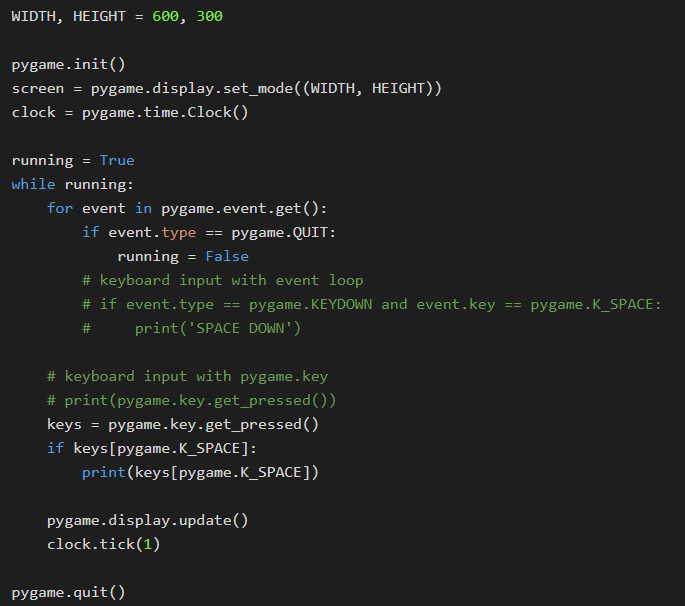 WIDTH, HEIGHT = 600, 300

pygame.init()
screen = pygame.display.set_mode((WIDTH, HEIGHT))
clock = pygame.time.Clock()

running = True
while running:
    for event in pygame.event.get():
        if event.type == pygame.QUIT:
            running = False
        # keyboard input with event loop
        # if event.type == pygame.KEYDOWN and event.key == pygame.K_SPACE:
        #     print('SPACE DOWN')

    # keyboard input with pygame.key
    # print(pygame.key.get_pressed())
    keys = pygame.key.get_pressed()
    if keys[pygame.K_SPACE]:
        print(keys[pygame.K_SPACE])

    pygame.display.update()
    clock.tick(1)

pygame.quit()